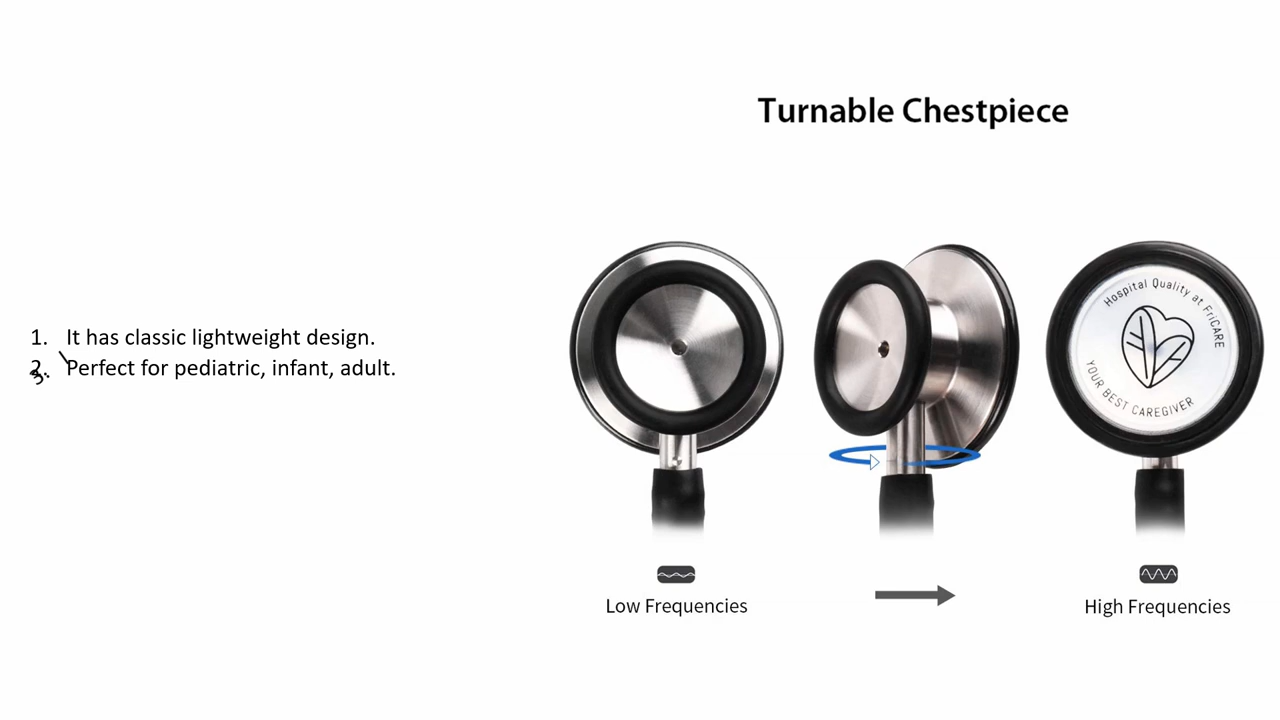 Turnable Chestpiece
1. It has classic lightweight design.
2. Perfect for pediatric, infant, adult.
3.
Hospital Quality at FriCARE
YOUR BEST CAREGIVER
Low Frequencies
High Frequencies